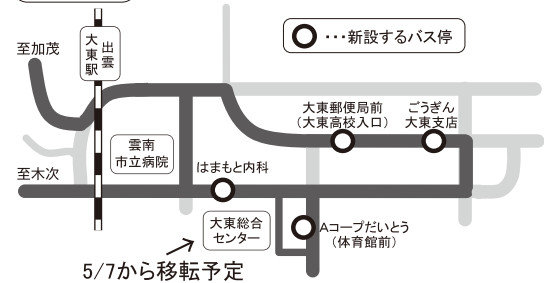 …新設するバス停
至加茂
出雲
大東駅
大東郵便局前
（大東高校入口）
ごうぎん
大東支店
雲南
市立病院
はまもと内科
至木次
大東総合
センター
Aコープだいとう
（体育館前）
5/7から移転予定